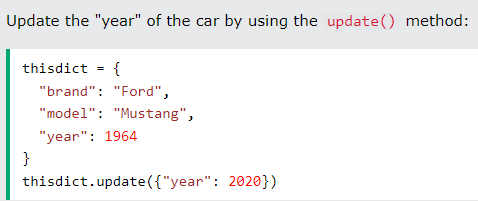 Update the "year" of the car by using the update() method:
thisdict = {
  "brand": "Ford",
  "model": "Mustang",
  "year": 1964
}
thisdict.update({"year": 2020})